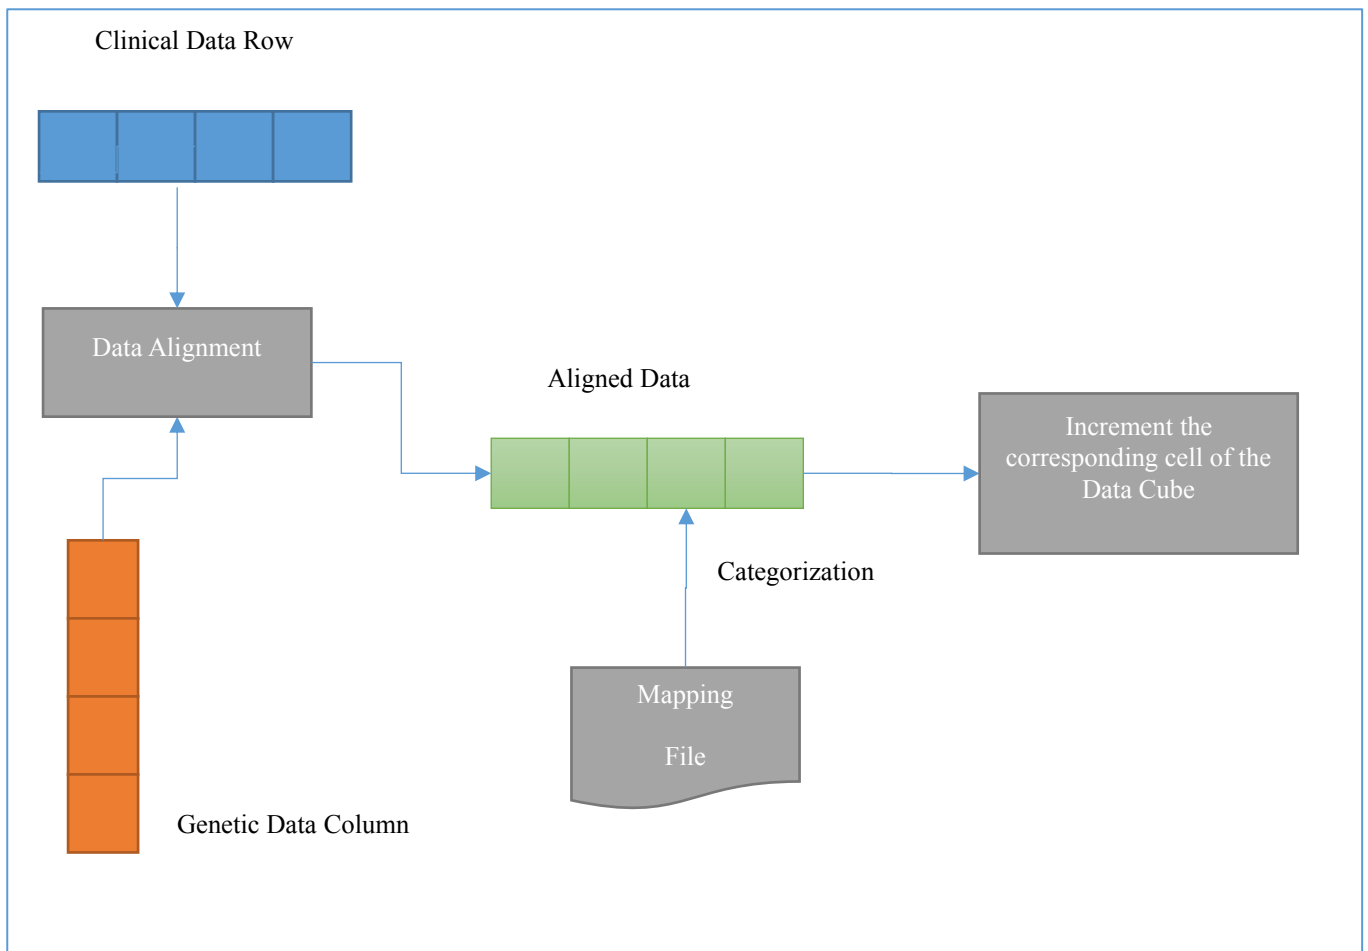 Clinical Data Row
Data Alignment
Aligned Data
Increment the
corresponding cell of the
Data Cube
Categorization
Mapping
File
Genetic Data Column